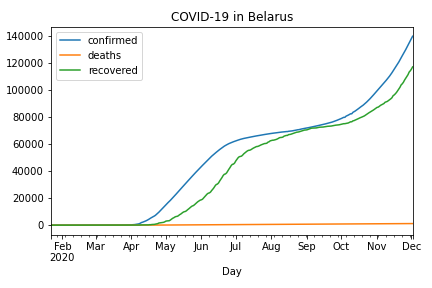 COVID-19 in Belarus
confirmed
deaths
recovered
140000
120000
100000
80000
60000
40000
20000
0
Feb Mar Apr May Jun Jul Aug Sep Oct Nov Dec
2020
Day